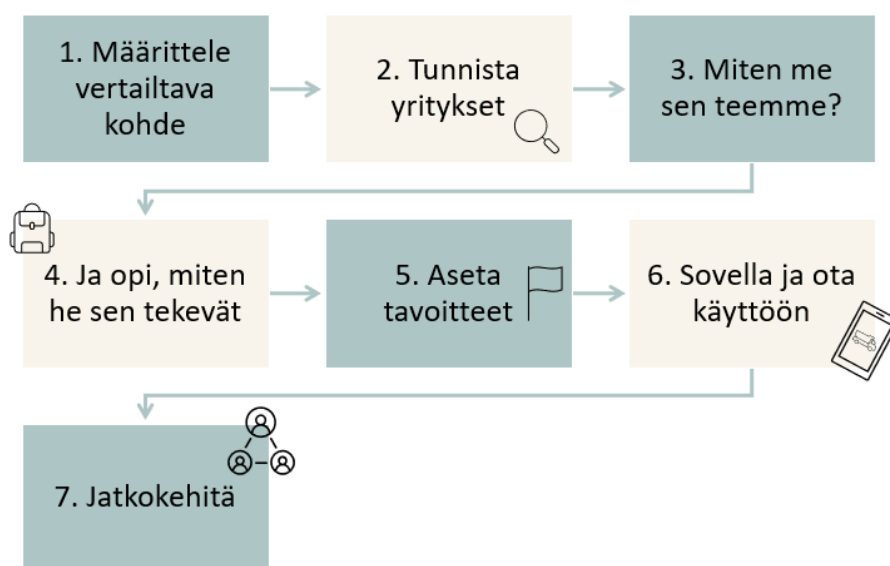 1. Määrittele
vertailtava
kohde
2. Tunnista
yritykset
3. Miten me
sen teemme?
4. Ja opi, miten
he sen tekevät
5. Aseta
tavoitteet
6. Sovella ja ota
käyttöön
7. Jatkokehitä